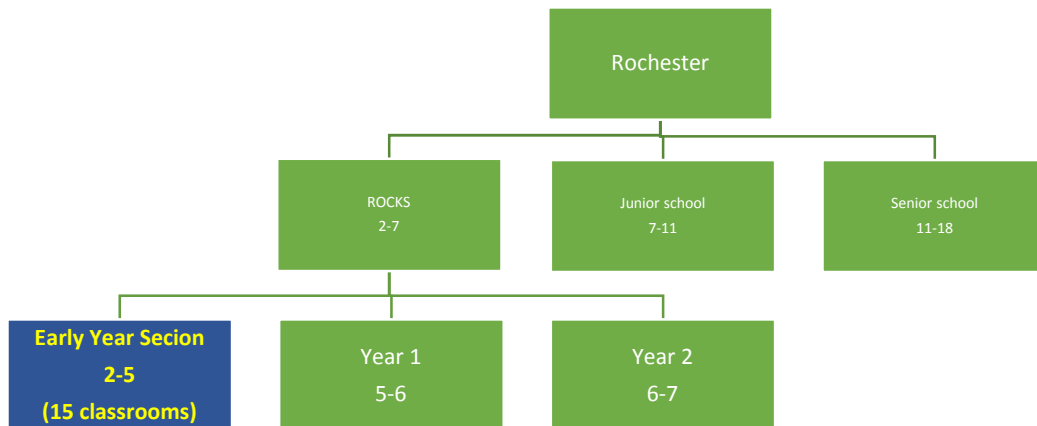 Rochester
ROCKS
2-7
Junior school
7-11
Senior school
11-18
Early Year Secion
2-5
(15 classrooms)
Year 1
5-6
Year 2
6-7